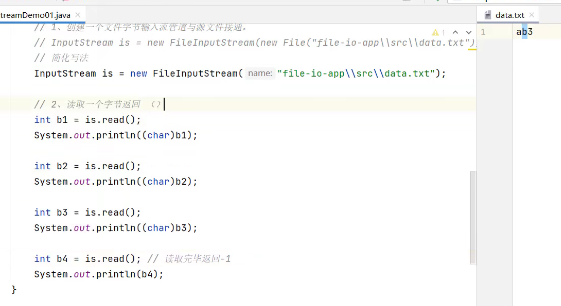 treamDemo01.java
data.txt
// 1、创建一个文件字节输入流管道与源文件接通。
// InputStream is = new FileInputStream(new File("file-io-app\\src\\data.txt")
// 简化写法
InputStream is = new FileInputStream( name: "file-io-app\\src\\data.txt");
// 2、读取一个字节返回 （）
int b1 = is.read();
System.out.println((char)b1);
int b2 = is.read();
System.out.println((char)b2);
int b3 = is.read();
System.out.println((char)b3);
int b4 = is.read(); // 读取完毕返回-1
System.out.println(b4);
}
1
1 ab3